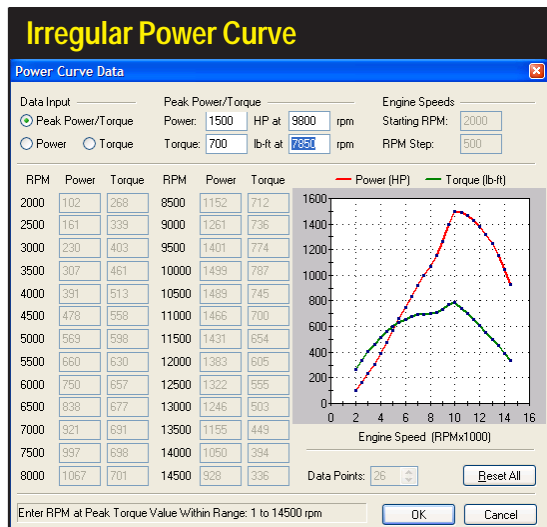 Irregular Power Curve
Power Curve Data
Data Input Peak Power/Torque Engine Speeds
Peak Power/Torque Power: 1500 HP at 9800 rpm Starting RPM: 2000
Power Torque Torque: 700 lb-ft at 7850 rpm RPM Step: 500
RPM Power Torque RPM Power Torque
2000 102 268 8500 1152 712
2500 161 339 9000 1261 736
3000 230 403 9500 1401 774
3500 307 461 10000 1499 787
4000 391 513 10500 1489 745
4500 478 558 11000 1466 700
5000 569 598 11500 1431 654
5500 660 630 12000 1383 605
6000 750 657 12500 1322 555
6500 838 677 13000 1246 503
7000 921 691 13500 1155 449
7500 997 698 14000 1050 394
8000 1067 701 14500 928 336
Power (HP) Torque (lb-ft)
1600
1400
1200
1000
800
600
400
200
0
0 2 4 6 8 10 12 14 16
Engine Speed (RPMx1000)
Data Points: 26 Reset All
Enter RPM at Peak Torque Value Within Range: 1 to 14500 rpm OK Cancel